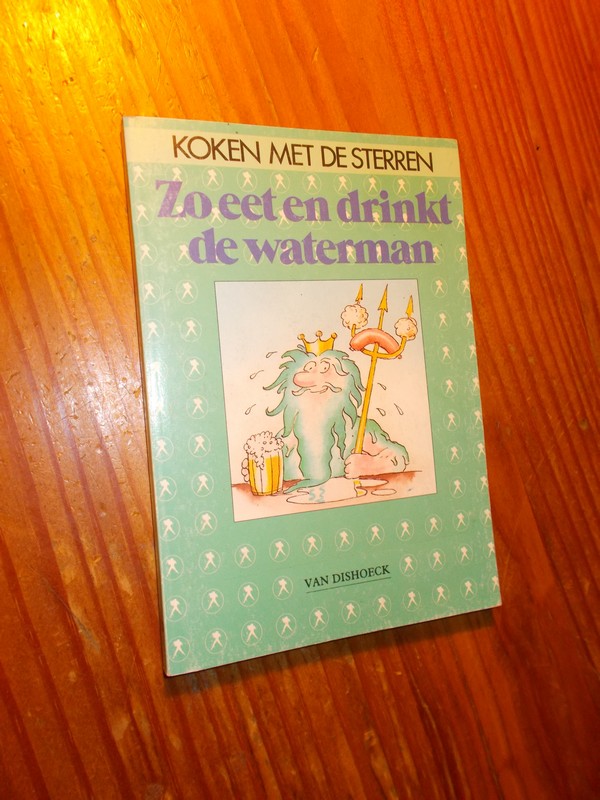 KOKEN MET DE STERREN
Zo eet en drinkt
de waterman
VAN DISHOECK